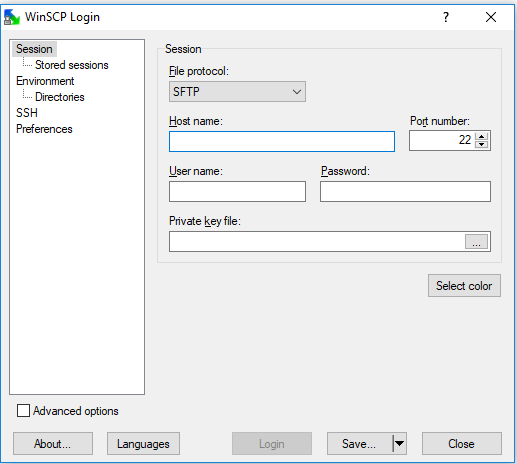 WinSCP Login
Session
Stored sessions
Environment
Directories
SSH
Preferences
Session
File protocol:
SFTP
Host name:
Port number:
22
User name:
Password:
Private key file:
...
Select color
Advanced options
About...
Languages
Login
Save...
Close